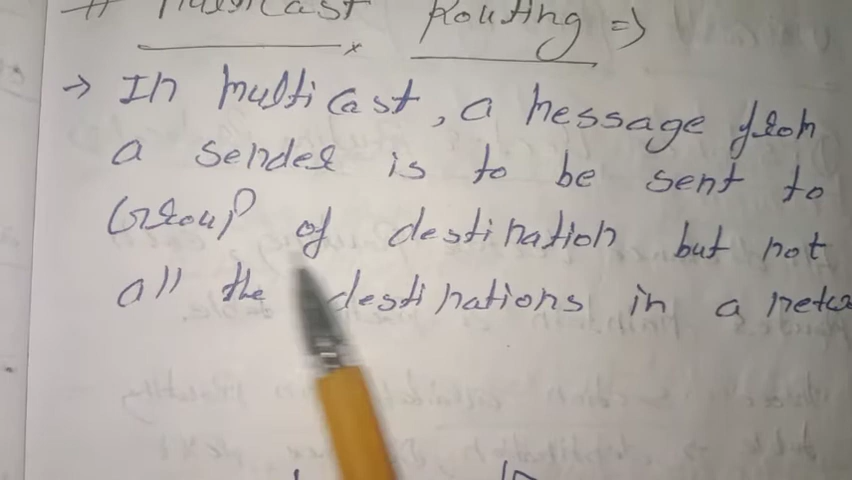 # Multicast Routing =>
→ In multicast, a message from
a sender is to be sent to
Group of destination but not
all the destinations in a netw